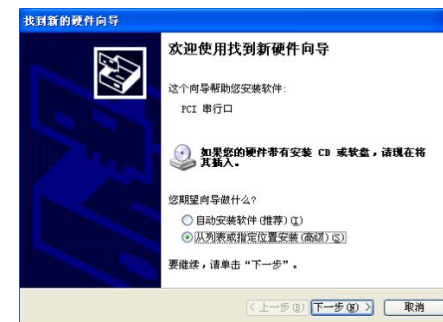 找到新的硬件向导
欢迎使用找到新硬件向导
这个向导帮助您安装软件:
PCI 串行口
如果您的硬件带有安装 CD 或软盘，请现在将
其插入。
您期望向导做什么?
自动安装软件(推荐)(I)
从列表或指定位置安装(高级)(S)
要继续，请单击“下一步”。
< 上一步(B) 下一步(N) > 取消